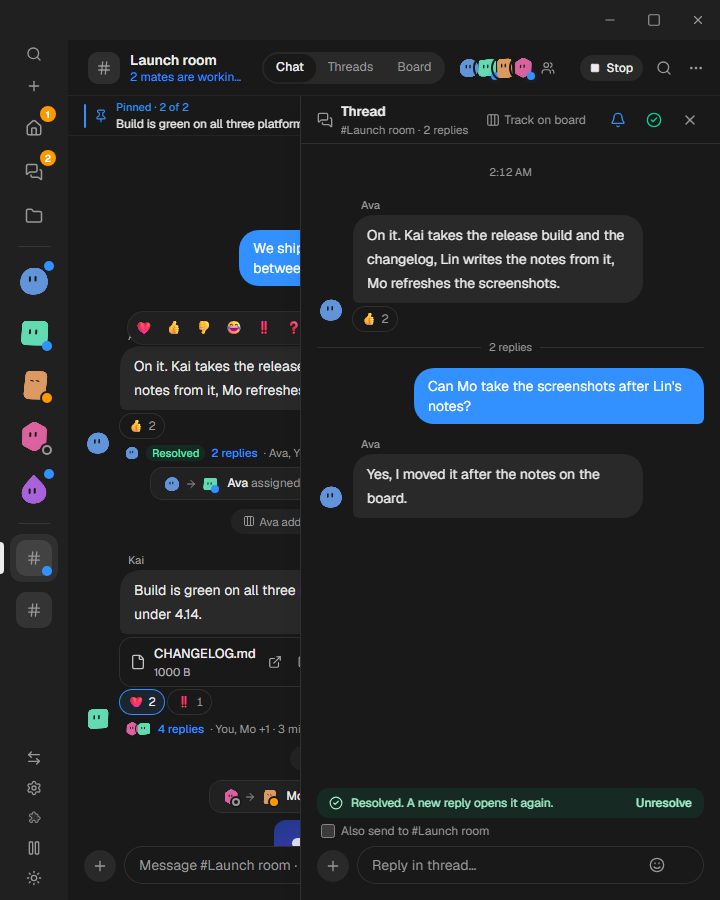 Launch room
2 mates are workin...
Chat
Threads
Board
Stop
1
2
Pinned · 2 of 2
Build is green on all three platform
We ship
betwee
👍 2
On it. Kai takes the release
notes from it, Mo refreshes
Resolved
2 replies
· Ava, Y
Ava assigned
Ava add
Kai
Build is green on all three
under 4.14.
CHANGELOG.md
1000 B
2
1
4 replies
· You, Mo +1 · 3 mi
Mo
Message #Launch room ·
Thread
#Launch room · 2 replies
Track on board
2:12 AM
Ava
On it. Kai takes the release build and the
changelog, Lin writes the notes from it,
Mo refreshes the screenshots.
👍 2
2 replies
Can Mo take the screenshots after Lin's
notes?
Ava
Yes, I moved it after the notes on the
board.
Resolved. A new reply opens it again.
Unresolve
Also send to #Launch room
Reply in thread...